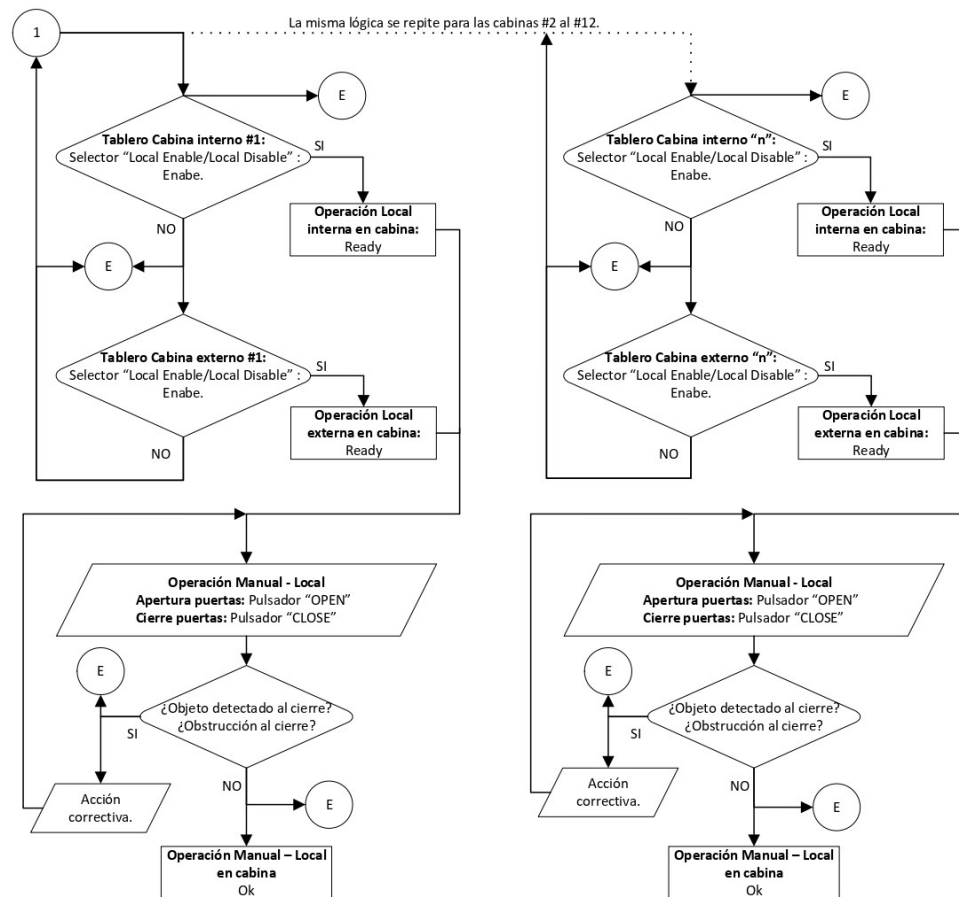 1
La misma lógica se repite para las cabinas #2 al #12.
E
Tablero Cabina interno #1:
Selector “Local Enable/Local Disable” :
Enabe.
SI
Operación Local
interna en cabina:
Ready
NO
E
Tablero Cabina externo #1:
Selector “Local Enable/Local Disable” :
Enabe.
SI
Operación Local
externa en cabina:
Ready
NO
Operación Manual - Local
Apertura puertas: Pulsador “OPEN”
Cierre puertas: Pulsador “CLOSE”
E
¿Objeto detectado al cierre?
¿Obstrucción al cierre?
SI
Acción
correctiva.
NO
E
Operación Manual – Local
en cabina
Ok
E
Tablero Cabina interno “n”:
Selector “Local Enable/Local Disable” :
Enabe.
SI
Operación Local
interna en cabina:
Ready
NO
E
Tablero Cabina externo “n”:
Selector “Local Enable/Local Disable” :
Enabe.
SI
Operación Local
externa en cabina:
Ready
NO
Operación Manual - Local
Apertura puertas: Pulsador “OPEN”
Cierre puertas: Pulsador “CLOSE”
E
¿Objeto detectado al cierre?
¿Obstrucción al cierre?
SI
Acción
correctiva.
NO
E
Operación Manual – Local
en cabina
Ok